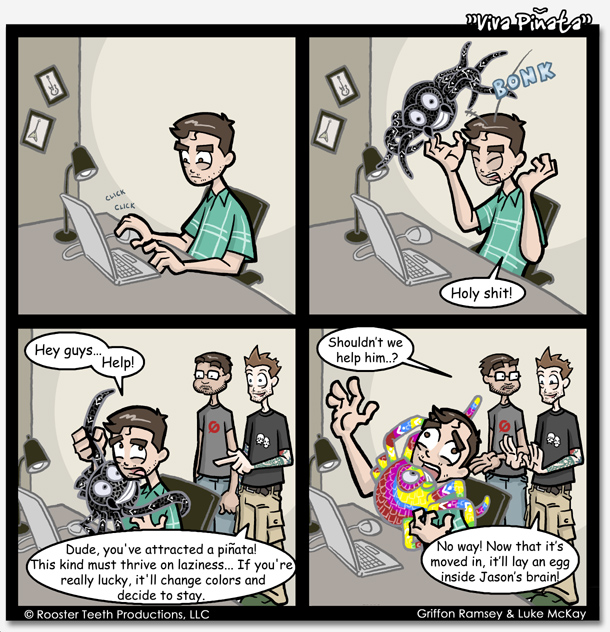 "Viva Piñata"
CLICK
CLICK
BONK
Holy shit!
Hey guys...
Help!
Dude, you've attracted a piñata!
This kind must thrive on laziness... If you're
really lucky, it'll change colors and
decide to stay.
Shouldn't we
help him..?
No way! Now that it's
moved in, it'll lay an egg
inside Jason's brain!
© Rooster Teeth Productions, LLC
Griffon Ramsey & Luke McKay